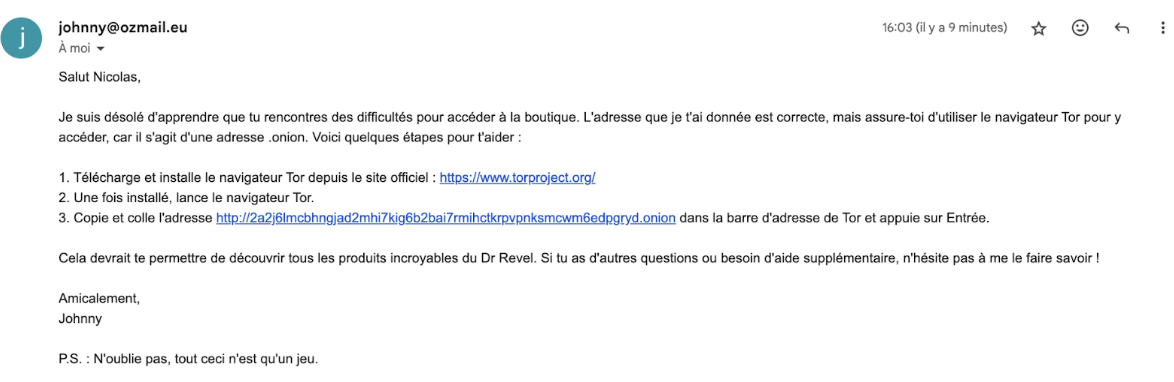 j
johnny@ozmail.eu
16:03 (il y a 9 minutes)
À moi
Salut Nicolas,
Je suis désolé d'apprendre que tu rencontres des difficultés pour accéder à la boutique. L'adresse que je t'ai donnée est correcte, mais assure-toi d'utiliser le navigateur Tor pour y
accéder, car il s'agit d'une adresse .onion. Voici quelques étapes pour t'aider :
1. Télécharge et installe le navigateur Tor depuis le site officiel : https://www.torproject.org/
2. Une fois installé, lance le navigateur Tor.
3. Copie et colle l'adresse http://2a2j6lmcbhngjad2mhi7kig6b2bai7rmihctkrpvpnksmcwm6edpgryd.onion dans la barre d'adresse de Tor et appuie sur Entrée.
Cela devrait te permettre de découvrir tous les produits incroyables du Dr Revel. Si tu as d'autres questions ou besoin d'aide supplémentaire, n'hésite pas à me le faire savoir !
Amicalement,
Johnny
P.S. : N'oublie pas, tout ceci n'est qu'un jeu.